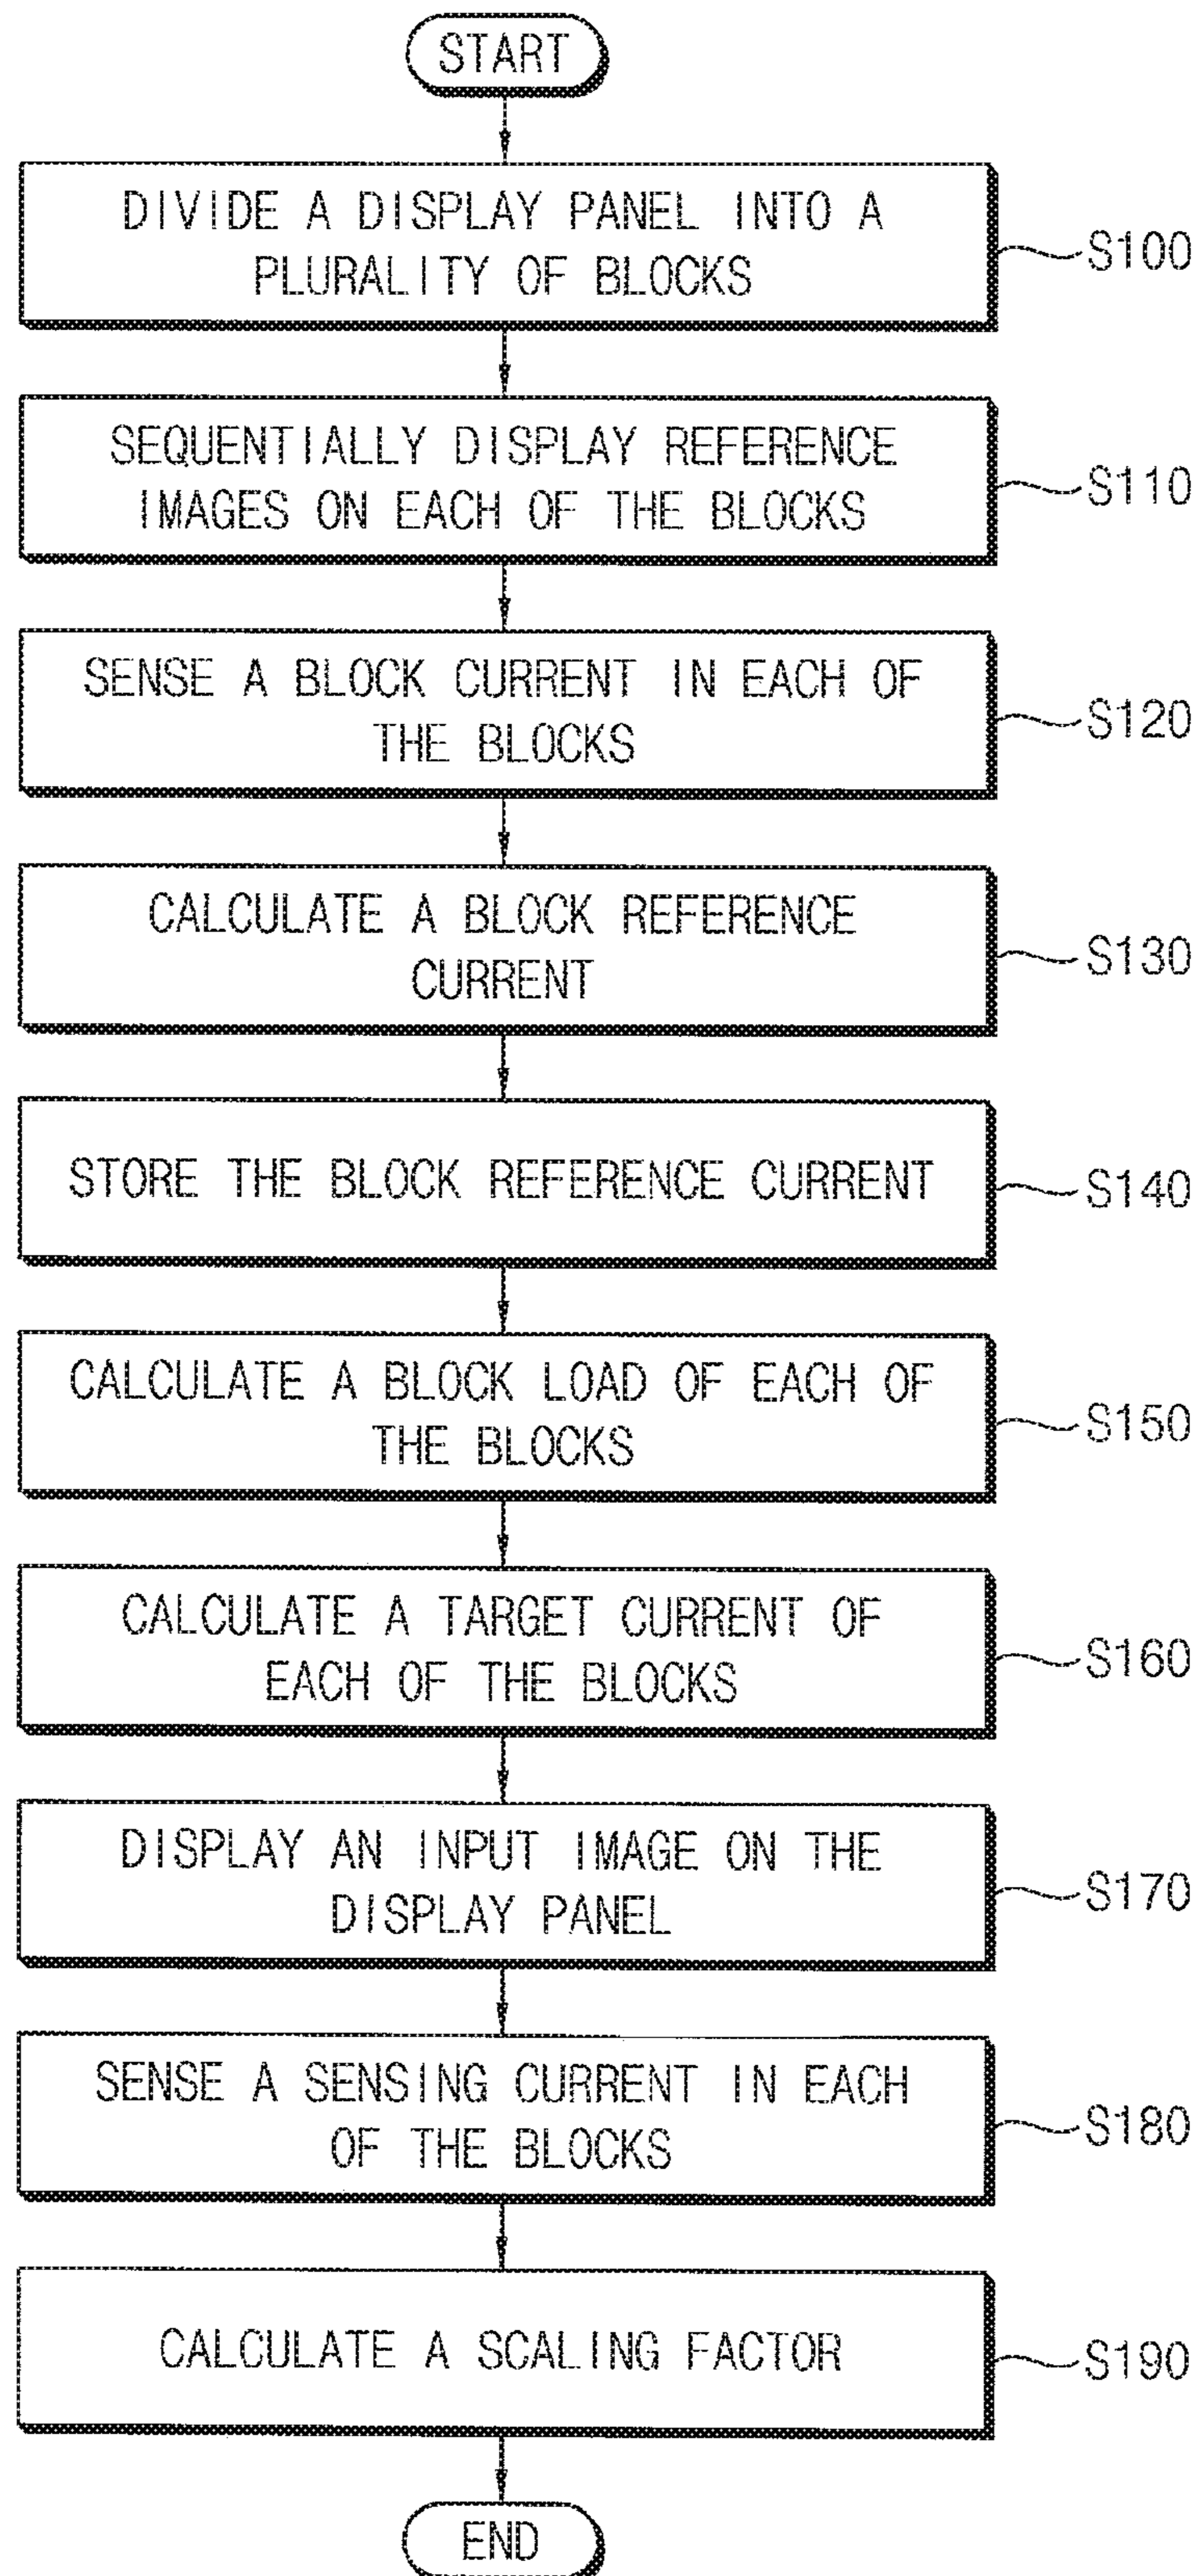 START
DIVIDE A DISPLAY PANEL INTO A
PLURALITY OF BLOCKS
S100
SEQUENTIALLY DISPLAY REFERENCE
IMAGES ON EACH OF THE BLOCKS
S110
SENSE A BLOCK CURRENT IN EACH OF
THE BLOCKS
S120
CALCULATE A BLOCK REFERENCE
CURRENT
S130
STORE THE BLOCK REFERENCE CURRENT
S140
CALCULATE A BLOCK LOAD OF EACH OF
THE BLOCKS
S150
CALCULATE A TARGET CURRENT OF
EACH OF THE BLOCKS
S160
DISPLAY AN INPUT IMAGE ON THE
DISPLAY PANEL
S170
SENSE A SENSING CURRENT IN EACH
OF THE BLOCKS
S180
CALCULATE A SCALING FACTOR
S190
END